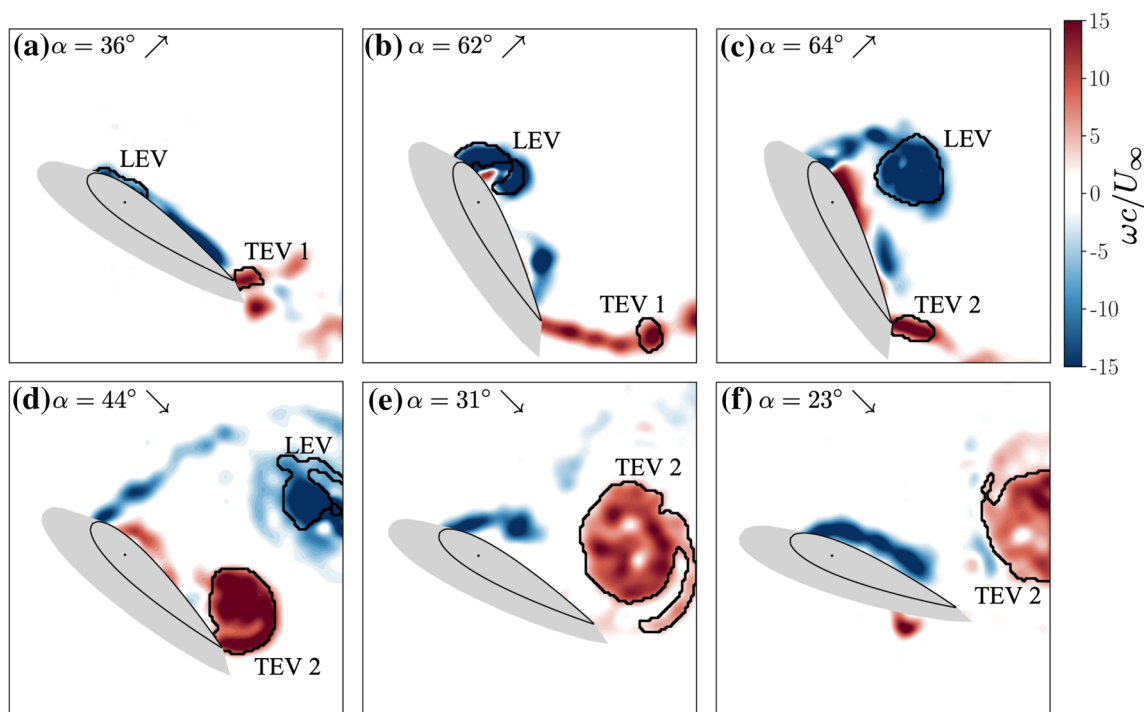 (a) α = 36° ↗
LEV
TEV 1
(b) α = 62° ↗
LEV
TEV 1
(c) α = 64° ↗
LEV
TEV 2
15
10
5
0
-5
-10
-15
ωc/U∞
(d) α = 44° ↘
LEV
TEV 2
(e) α = 31° ↘
TEV 2
(f) α = 23° ↘
TEV 2